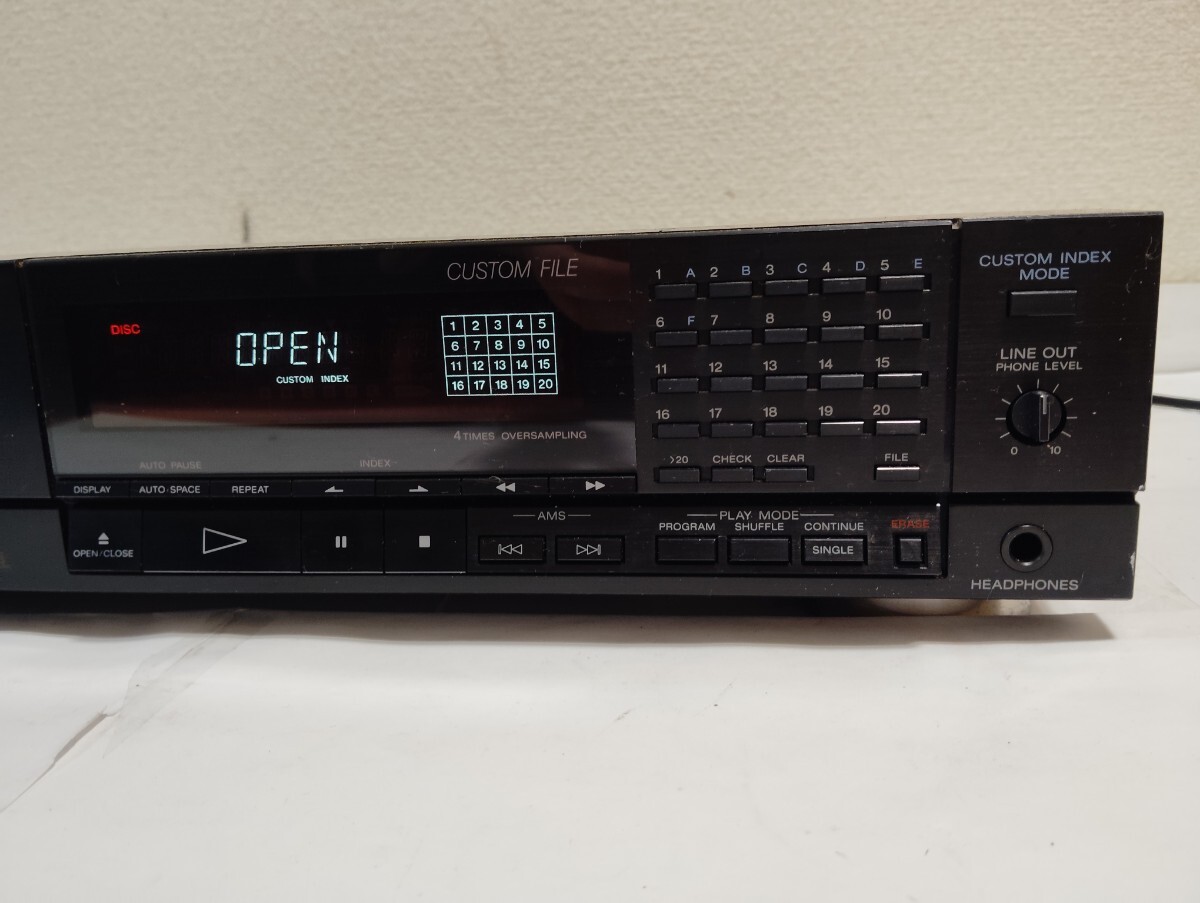 CUSTOM FILE
DISC
OPEN
CUSTOM INDEX
1 2 3 4 5
6 7 8 9 10
11 12 13 14 15
16 17 18 19 20
4 TIMES OVERSAMPLING
1 A 2 B 3 C 4 D 5 E
6 F 7 8 9 10
11 12 13 14 15
16 17 18 19 20
>20 CHECK CLEAR FILE
CUSTOM INDEX
MODE
LINE OUT
PHONE LEVEL
0 10
AUTO PAUSE INDEX
DISPLAY AUTO·SPACE REPEAT
OPEN/CLOSE
AMS
PLAY MODE
PROGRAM SHUFFLE CONTINUE
SINGLE
ERASE
HEADPHONES